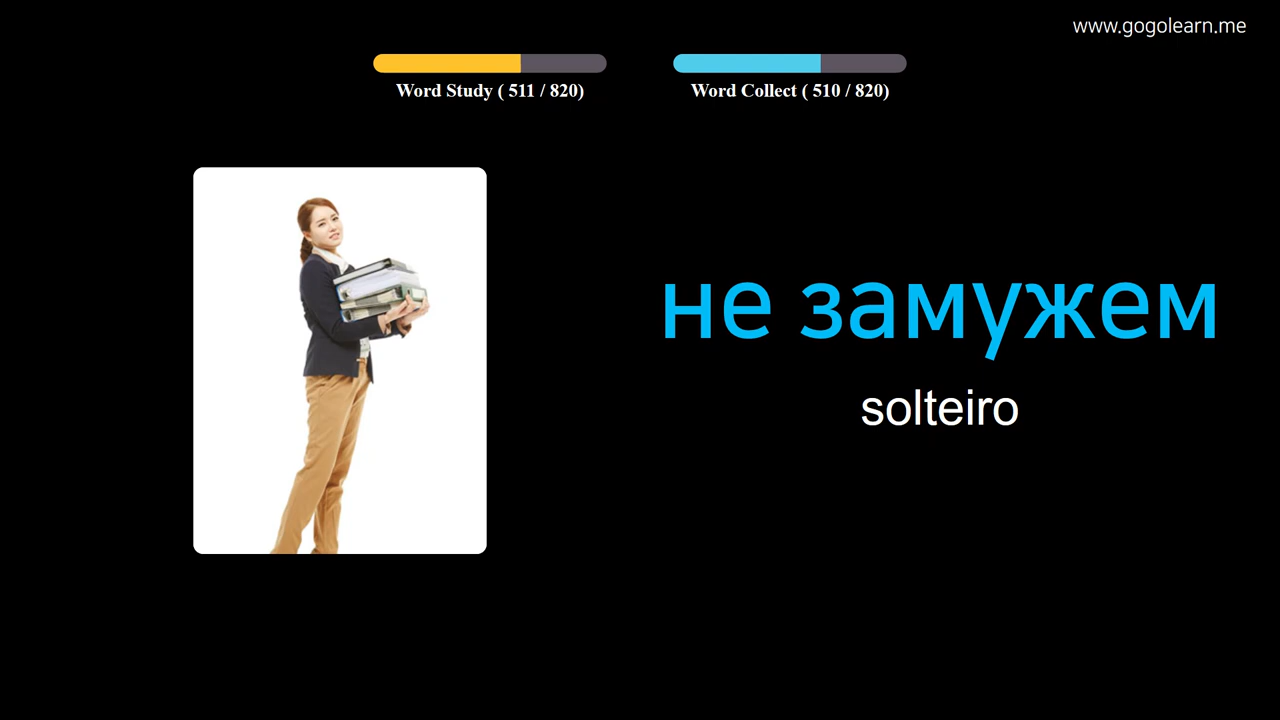 www.gogolearn.me
Word Study ( 511 / 820)
Word Collect ( 510 / 820)
не замужем
solteiro